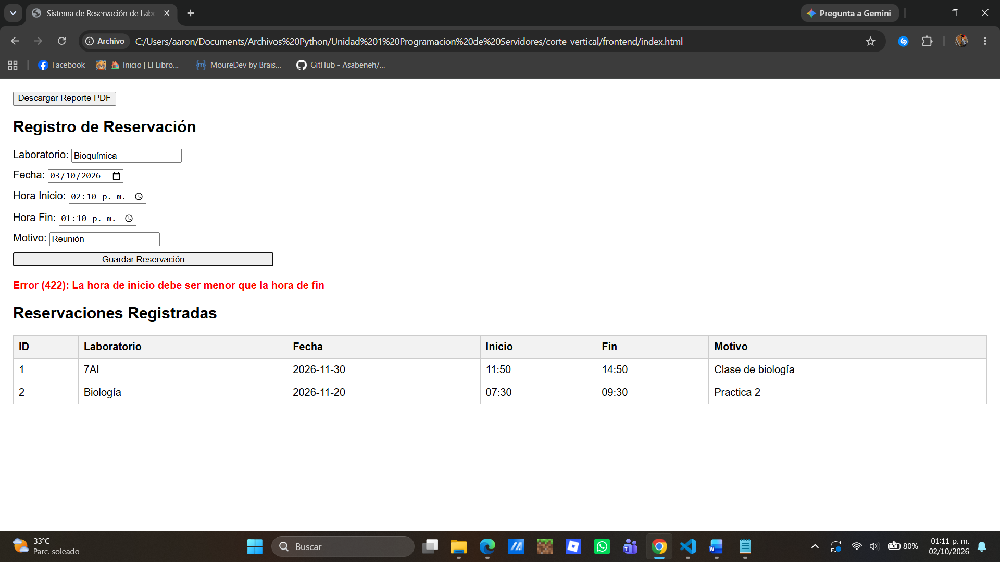 Sistema de Reservación de Lab
Pregunta a Gemini
Archivo
C:/Users/aaron/Documents/Archivos%20Python/Unidad%201%20Programacion%20de%20Servidores/corte_vertical/frontend/index.html
Facebook
Inicio | El Libro...
{m}
MoureDev by Brais...
GitHub - Asabeneh/...
Descargar Reporte PDF
Registro de Reservación
Laboratorio: Bioquímica
Fecha: 03/10/2026
Hora Inicio: 02:10 p. m.
Hora Fin: 01:10 p. m.
Motivo: Reunión
Guardar Reservación
Error (422): La hora de inicio debe ser menor que la hora de fin
Reservaciones Registradas
ID Laboratorio Fecha Inicio Fin Motivo
1 7AI 2026-11-30 11:50 14:50 Clase de biología
2 Biología 2026-11-20 07:30 09:30 Practica 2
33°C
Parc. soleado
Buscar
80%
01:11 p. m.
02/10/2026